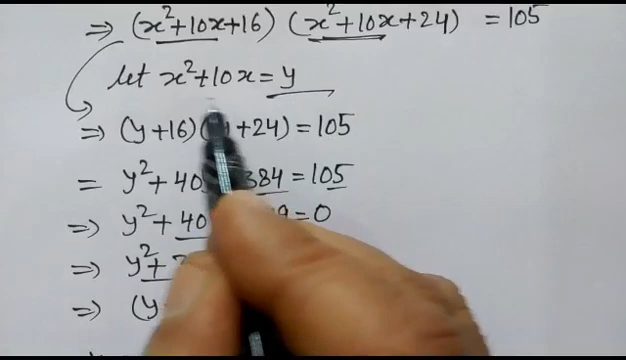 ⇒ (x²+10x+16) (x²+10x+24) = 105
let x²+10x = y
⇒ (y+16)( +24) = 105
= y² + 40 384 = 105
⇒ y² + 40 9 = 0
⇒ y² +
⇒ (y